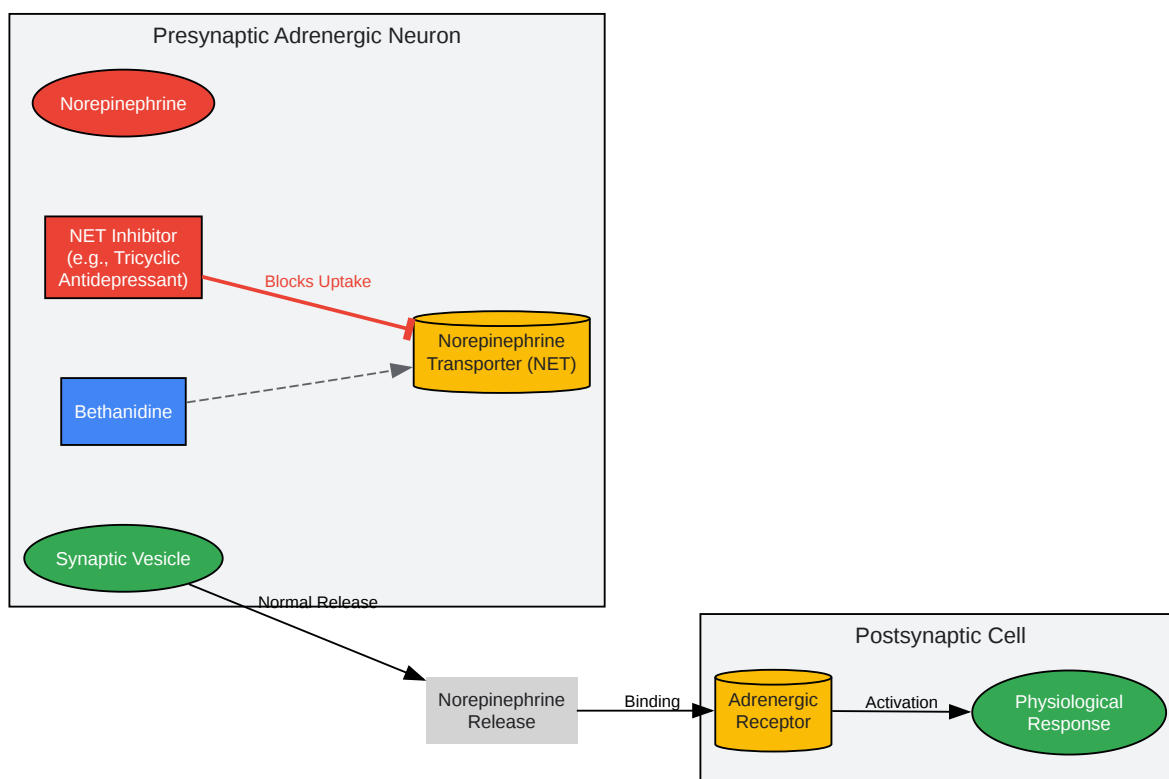 Presynaptic Adrenergic Neuron
Norepinephrine
NET Inhibitor
(e.g., Tricyclic
Antidepressant)
Blocks Uptake
Norepinephrine
Transporter (NET)
Bethanidine
Synaptic Vesicle
Normal Release
Norepinephrine
Release
Binding
Postsynaptic Cell
Adrenergic
Receptor
Activation
Physiological
Response